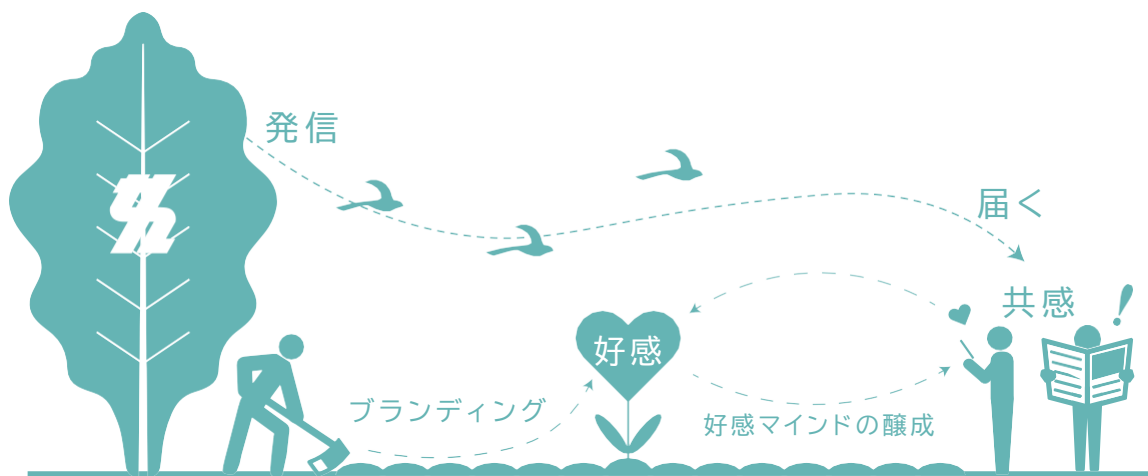 発信
届く
共感
好感
ブランディング
好感マインドの醸成